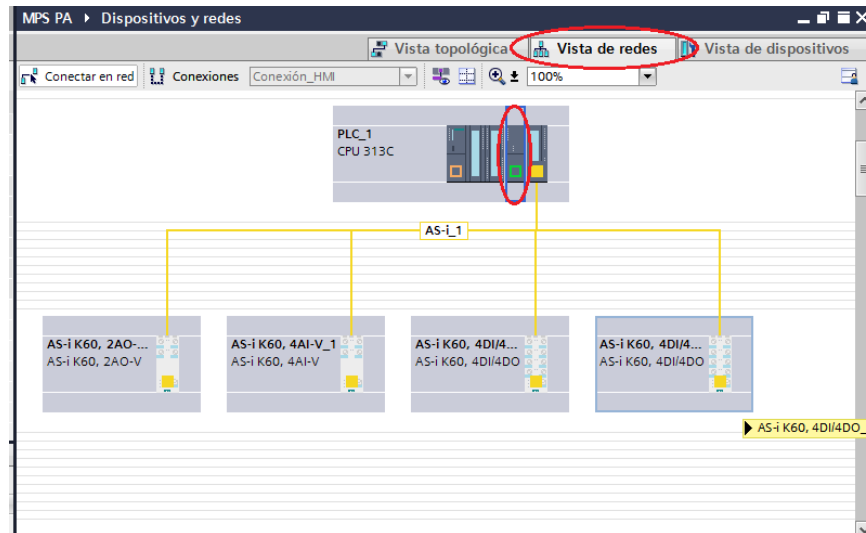 MPS PA ▸ Dispositivos y redes
Vista topológica Vista de redes Vista de dispositivos
Conectar en red Conexiones Conexión_HMI 100%
PLC_1
CPU 313C
AS-i_1
AS-i K60, 2AO-... AS-i K60, 4AI-V_1 AS-i K60, 4DI/4... AS-i K60, 4DI/4...
AS-i K60, 2AO-V AS-i K60, 4AI-V AS-i K60, 4DI/4DO AS-i K60, 4DI/4DO
AS-i K60, 4DI/4DO_